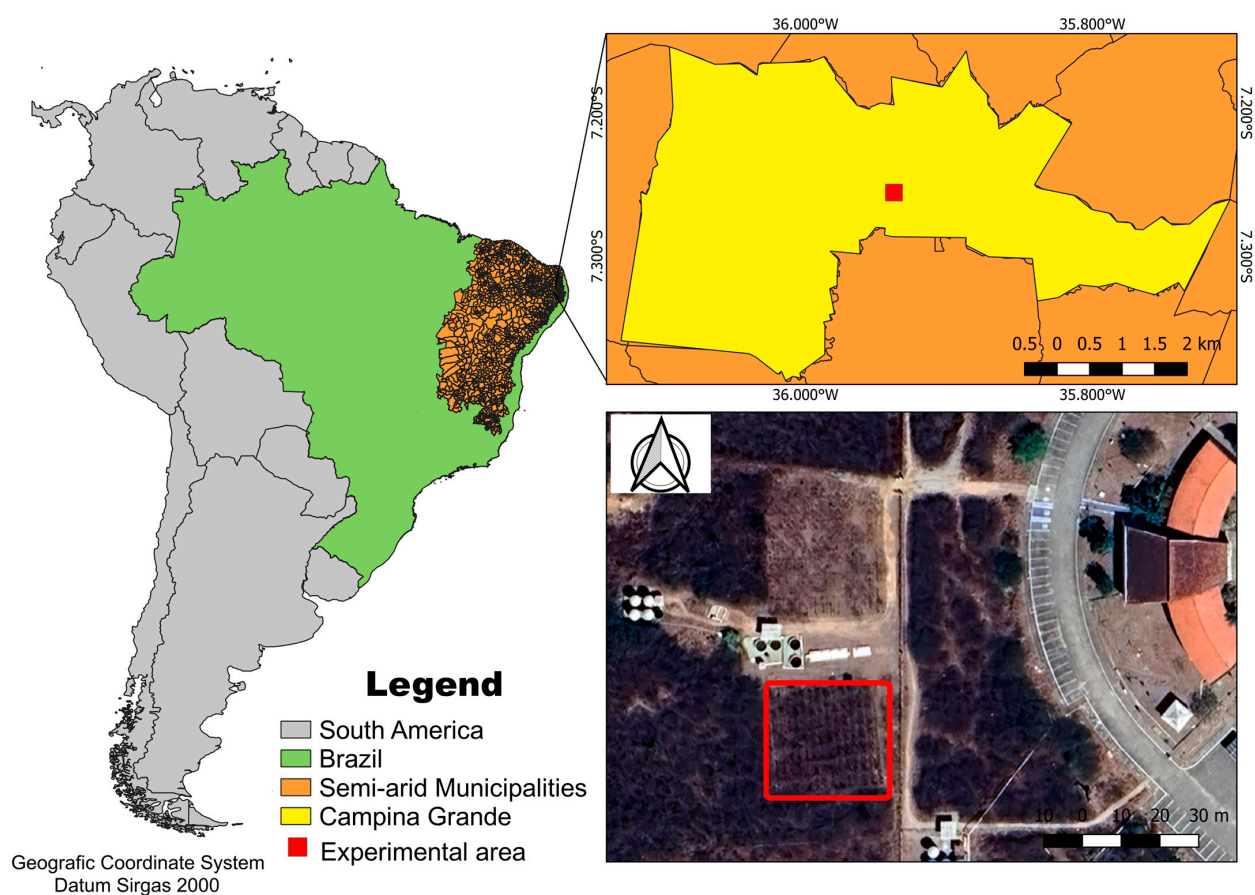 36.000°W 35.800°W
7.200°S 7.200°S
7.300°S 7.300°S
0.5 0 0.5 1 1.5 2 km
36.000°W 35.800°W
Legend
South America
Brazil
Semi-arid Municipalities
Campina Grande
Experimental area
10 0 10 20 30 m
Geografic Coordinate System
Datum Sirgas 2000